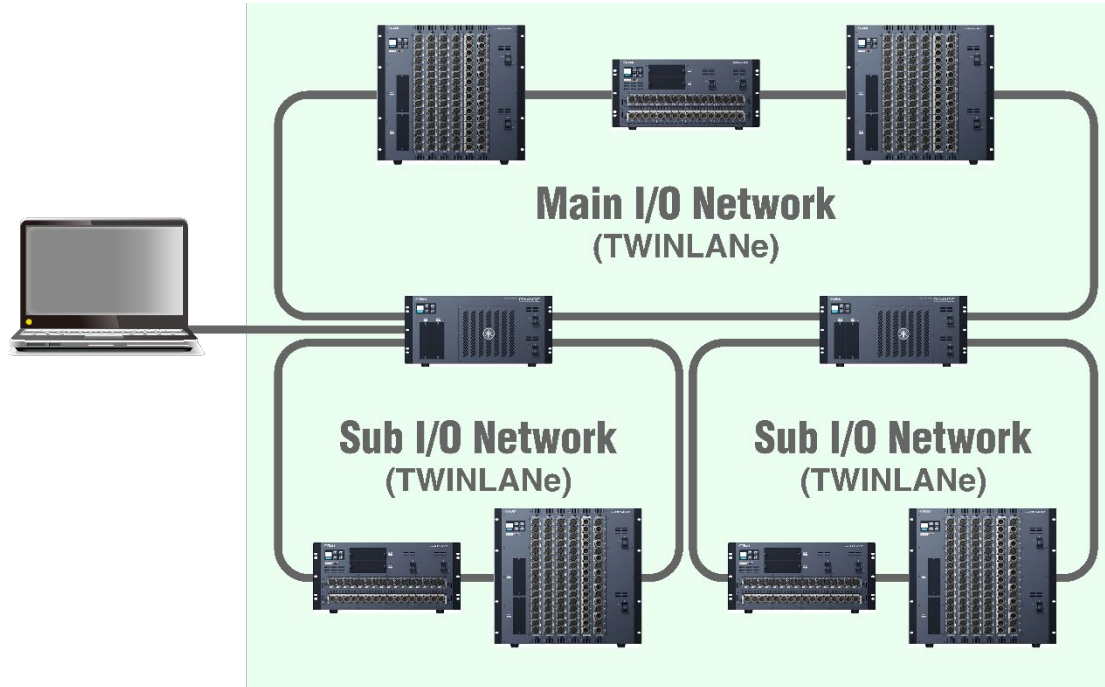 Main I/O Network
(TWINLANe)
Sub I/O Network
(TWINLANe)
Sub I/O Network
(TWINLANe)